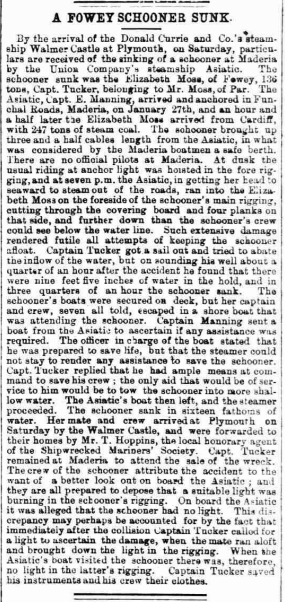 A FOWEY SCHOONER SUNK.
By the arrival of the Donald Currie and Co.'s steam-
ship Walmer Castle at Plymouth, on Saturday, particu-
lars are received of the sinking of a schooner at Maderia
by the Union Company's steamship Asiatic. The
schooner sunk was the Elizabeth Moss, of Fowey, 136
tons, Capt. Tucker, belonging to Mr. Moss, of Par. The
Asiatic, Capt. E. Manning, arrived and anchored in Fun-
chal Roads, Maderia, on January 27th, and an hour and
a half later the Elizabeth Moss arrived from Cardiff,
with 247 tons of steam coal. The schooner brought up
three and a half cables length from the Asiatic, in what
was considered by the Maderia boatmen a safe berth.
There are no official pilots at Maderia. At dusk the
usual riding at anchor light was hoisted in the fore rig-
ging, and at seven p.m. the Asiatic, in getting her head to
seaward to steam out of the roads, ran into the Eliza-
beth Moss on the foreside of the schooner's main rigging,
cutting through the covering board and four planks on
that side, and further down than the schooner's crew
could see below the water line. Such extensive damage
rendered futile all attempts of keeping the schooner
afloat. Captain Tucker got a sail out and tried to abate
the inflow of the water, but on sounding his well about a
quarter of an hour after the accident he found that there
were nine feet five inches of water in the hold, and in
three quarters of an hour the schooner sank. The
schooner's boats were secured on deck, but her captain
and crew, seven all told, escaped in a shore boat that
was attending the schooner. Captain Manning sent a
boat from the Asiatic to ascertain if any assistance was
required. The officer in charge of the boat stated that
he was prepared to save life, but that the steamer could
not stay to render any assistance to save the schooner.
Capt. Tucker replied that he had ample means at com-
mand to save his crew; the only aid that would be of ser-
vice to him would be to tow the schooner into more shal-
low water. The Asiatic's boat then left, and the steamer
proceeded. The schooner sank in sixteen fathoms of
water. Her mate and crew arrived at Plymouth on
Saturday by the Walmer Castle, and were forwarded to
their homes by Mr. T. Hoppins, the local honorary agent
of the Shipwrecked Mariners' Society. Capt. Tucker
remained at Maderia to attend the sale of the wreck.
The crew of the schooner attribute the accident to the
want of a better look out on board the Asiatic; and
they are all prepared to depose that a suitable light was
burning in the schooner's rigging. On board the Asiatic
it was alleged that the schooner had no light. This dis-
crepancy may perhaps be accounted for by the fact that
immediately after the collision Captain Tucker called for
a light to ascertain the damage, when the mate ran aloft
and brought down the light in the rigging. When the
Asiatic's boat visited the schooner there was, therefore,
no light in the latter's rigging. Captain Tucker saved
his instruments and his crew their clothes.